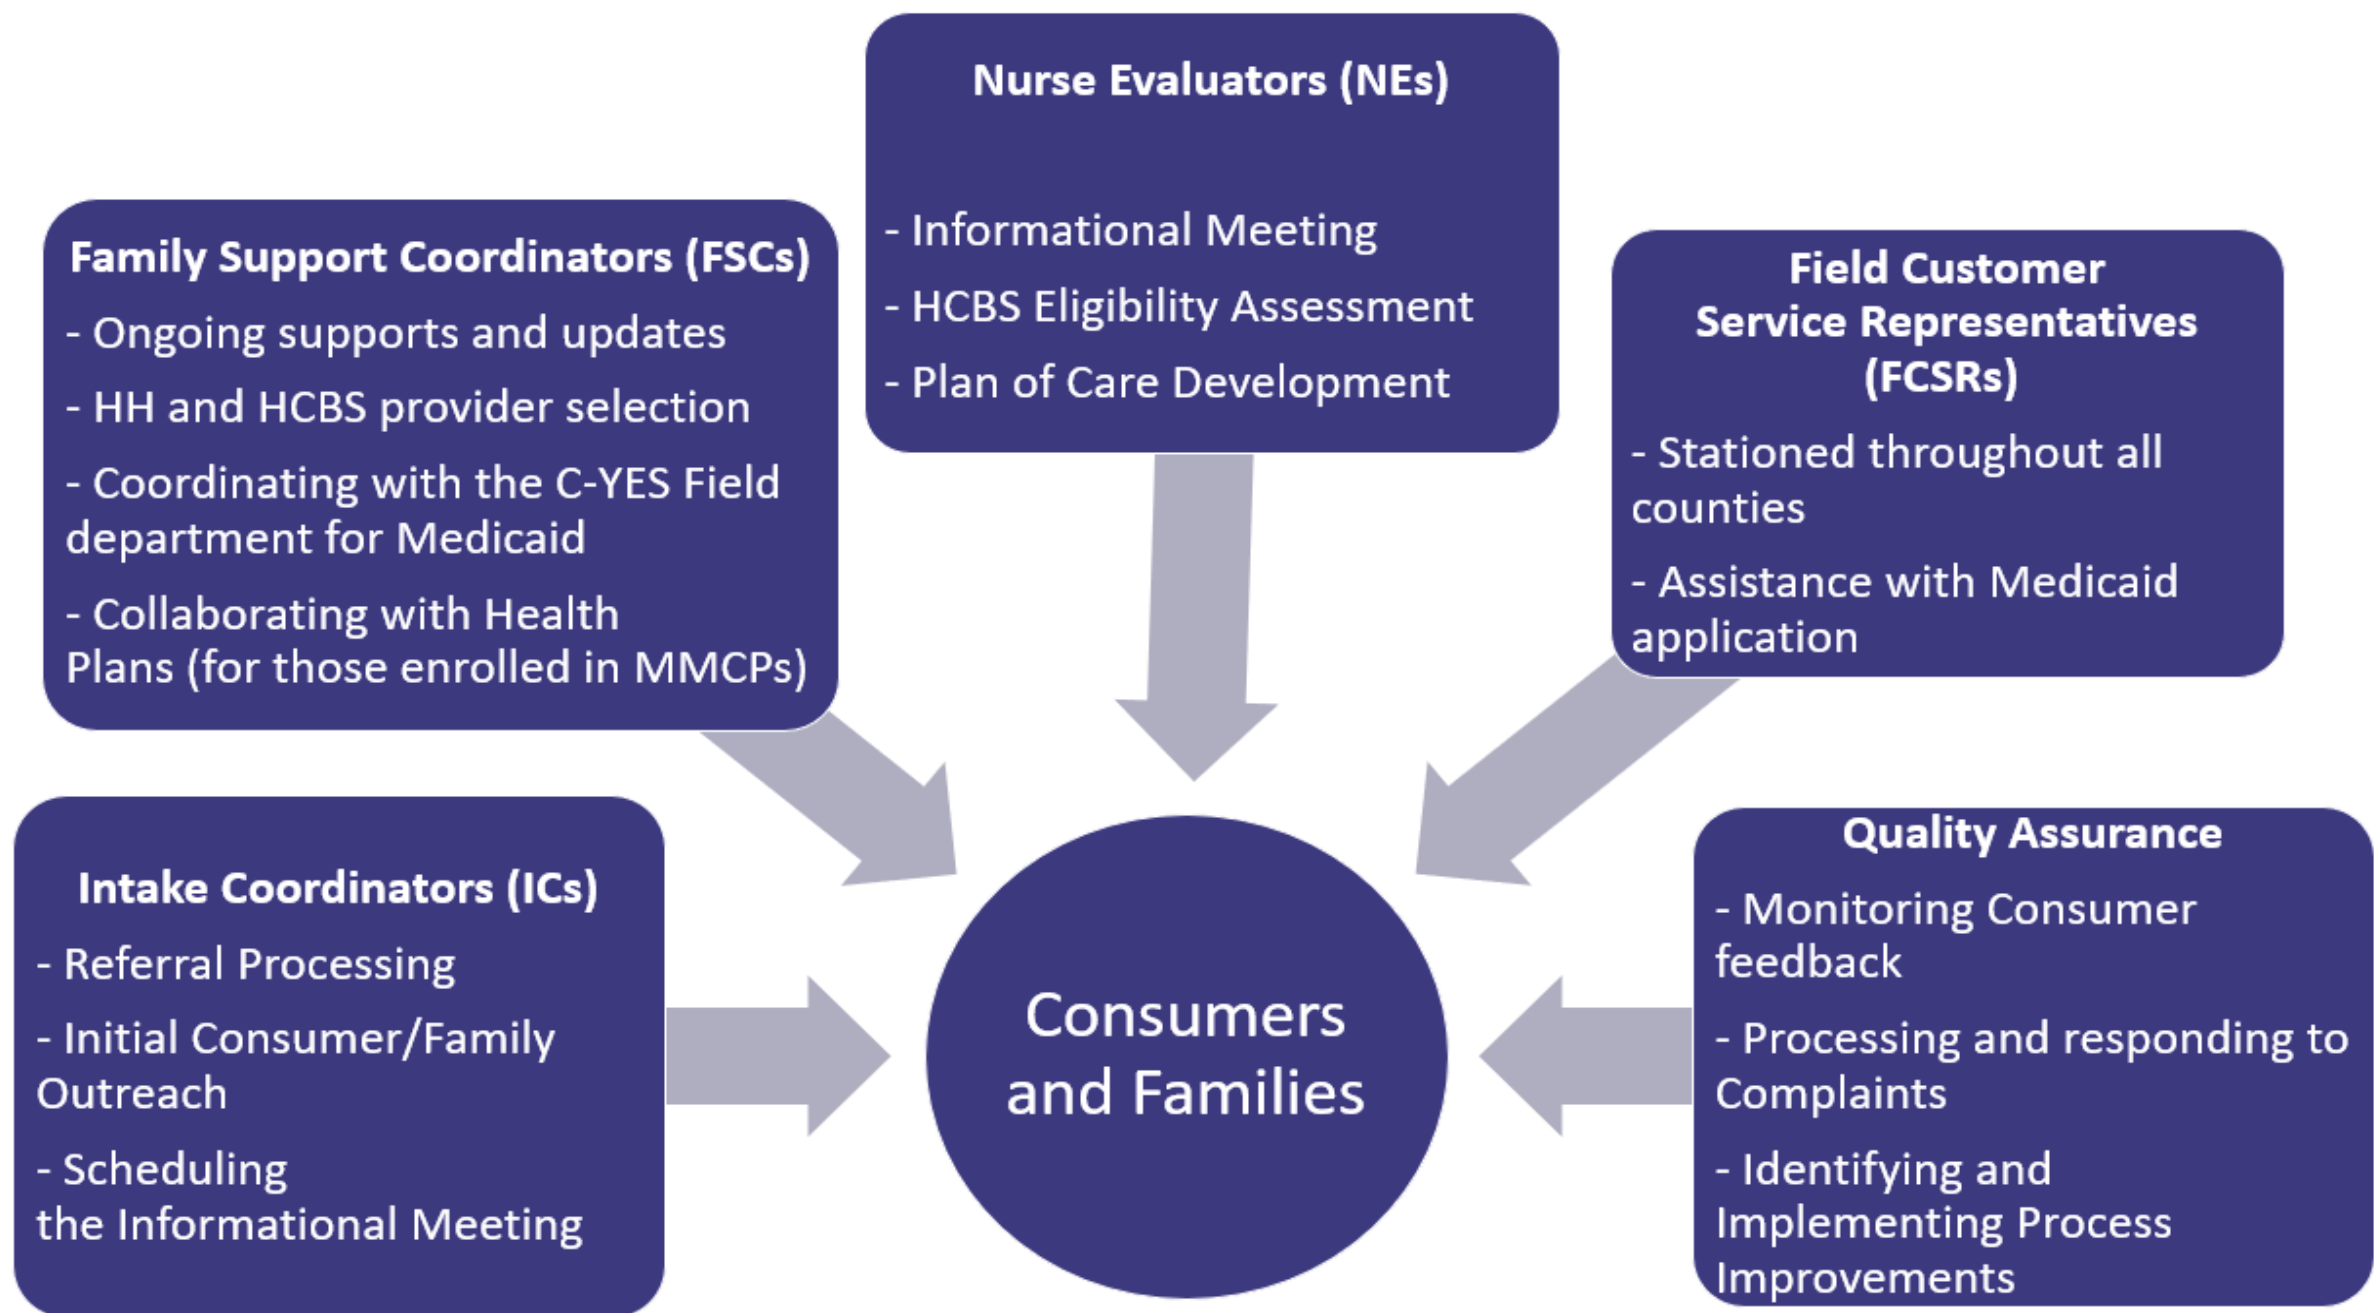 Nurse Evaluators (NEs)
- Informational Meeting
- HCBS Eligibility Assessment
- Plan of Care Development
Family Support Coordinators (FSCs)
- Ongoing supports and updates
- HH and HCBS provider selection
- Coordinating with the C-YES Field
department for Medicaid
- Collaborating with Health
Plans (for those enrolled in MMCPs)
Field Customer
Service Representatives
(FCSRs)
- Stationed throughout all
counties
- Assistance with Medicaid
application
Intake Coordinators (ICs)
- Referral Processing
- Initial Consumer/Family
Outreach
- Scheduling
the Informational Meeting
Consumers
and Families
Quality Assurance
- Monitoring Consumer
feedback
- Processing and responding to
Complaints
- Identifying and
Implementing Process
Improvements